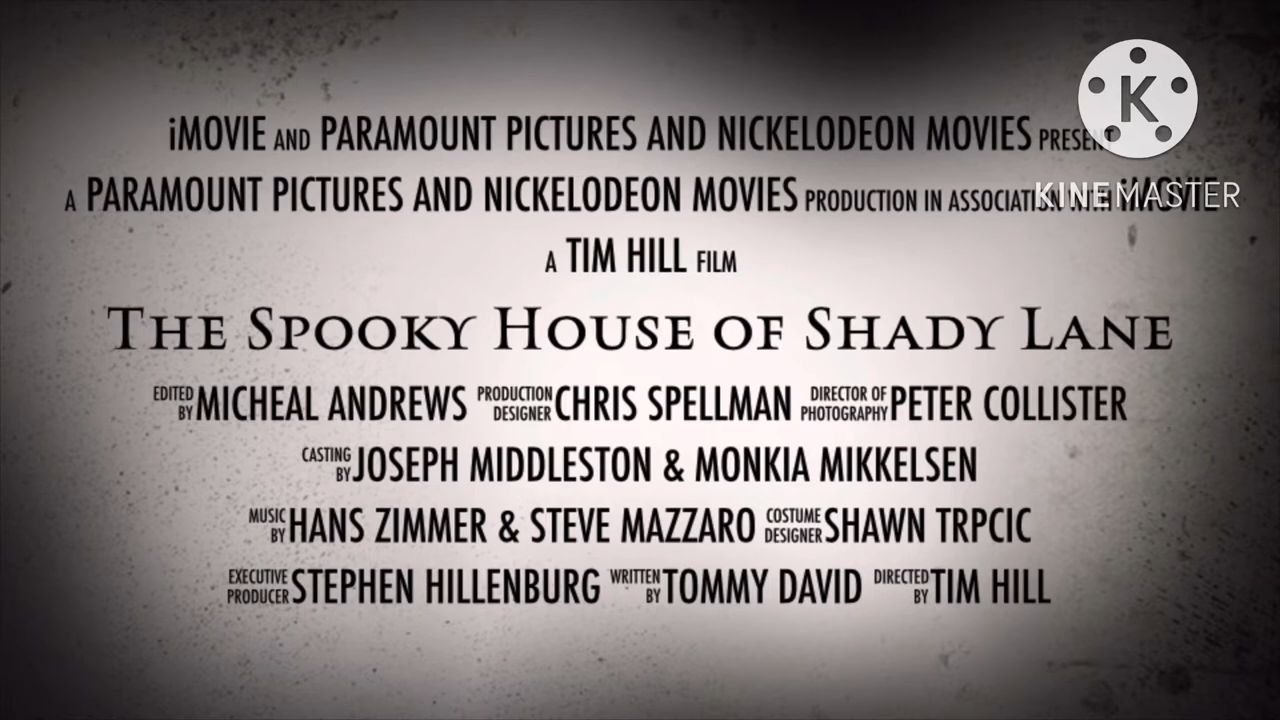 iMOVIE AND PARAMOUNT PICTURES AND NICKELODEON MOVIES PRESENT
A PARAMOUNT PICTURES AND NICKELODEON MOVIES PRODUCTION IN ASSOCIATION WITH iMOVIE
K
KINEMASTER
A TIM HILL FILM
THE SPOOKY HOUSE OF SHADY LANE
EDITED BY MICHEAL ANDREWS PRODUCTION DESIGNER CHRIS SPELLMAN DIRECTOR OF PHOTOGRAPHY PETER COLLISTER
CASTING BY JOSEPH MIDDLESTON & MONKIA MIKKELSEN
MUSIC BY HANS ZIMMER & STEVE MAZZARO COSTUME DESIGNER SHAWN TRPCIC
EXECUTIVE PRODUCER STEPHEN HILLENBURG WRITTEN BY TOMMY DAVID DIRECTED BY TIM HILL